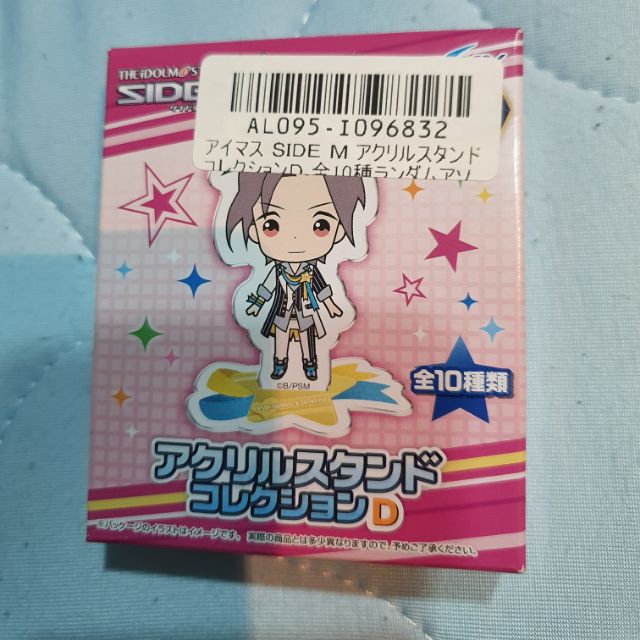 THE iDOLM@ST
SIDE
AL095-I096832
アイマス SIDE M アクリルスタンド
コレクションD 全10種ランダムアソ
©B/PSM
全10種類
アクリルスタンド
コレクション D
※パッケージのイラストはイメージです。 実際の商品とは多少異なりますので、予めご了承ください。